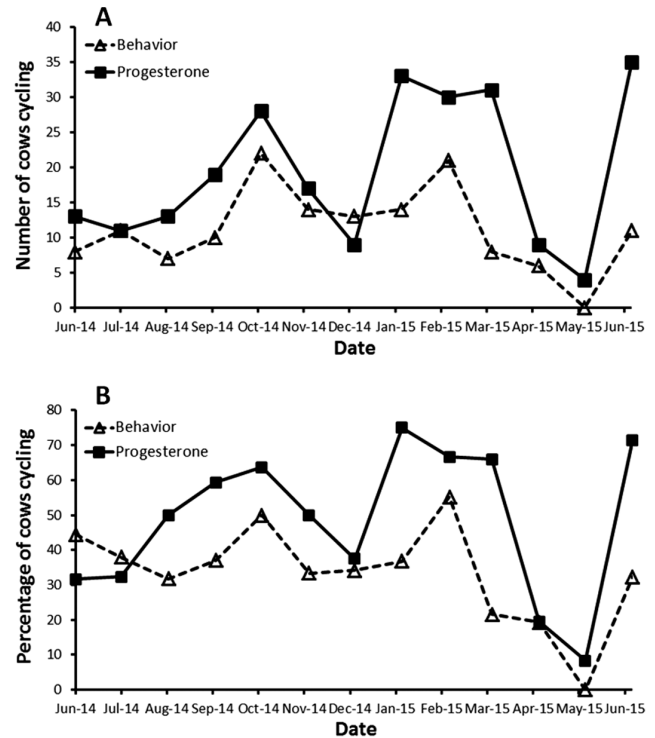 A
Behavior
Progesterone
Number of cows cycling
40
35
30
25
20
15
10
5
0
Jun-14 Jul-14 Aug-14 Sep-14 Oct-14 Nov-14 Dec-14 Jan-15 Feb-15 Mar-15 Apr-15 May-15 Jun-15
Date
B
Behavior
Progesterone
Percentage of cows cycling
80
70
60
50
40
30
20
10
0
Jun-14 Jul-14 Aug-14 Sep-14 Oct-14 Nov-14 Dec-14 Jan-15 Feb-15 Mar-15 Apr-15 May-15 Jun-15
Date